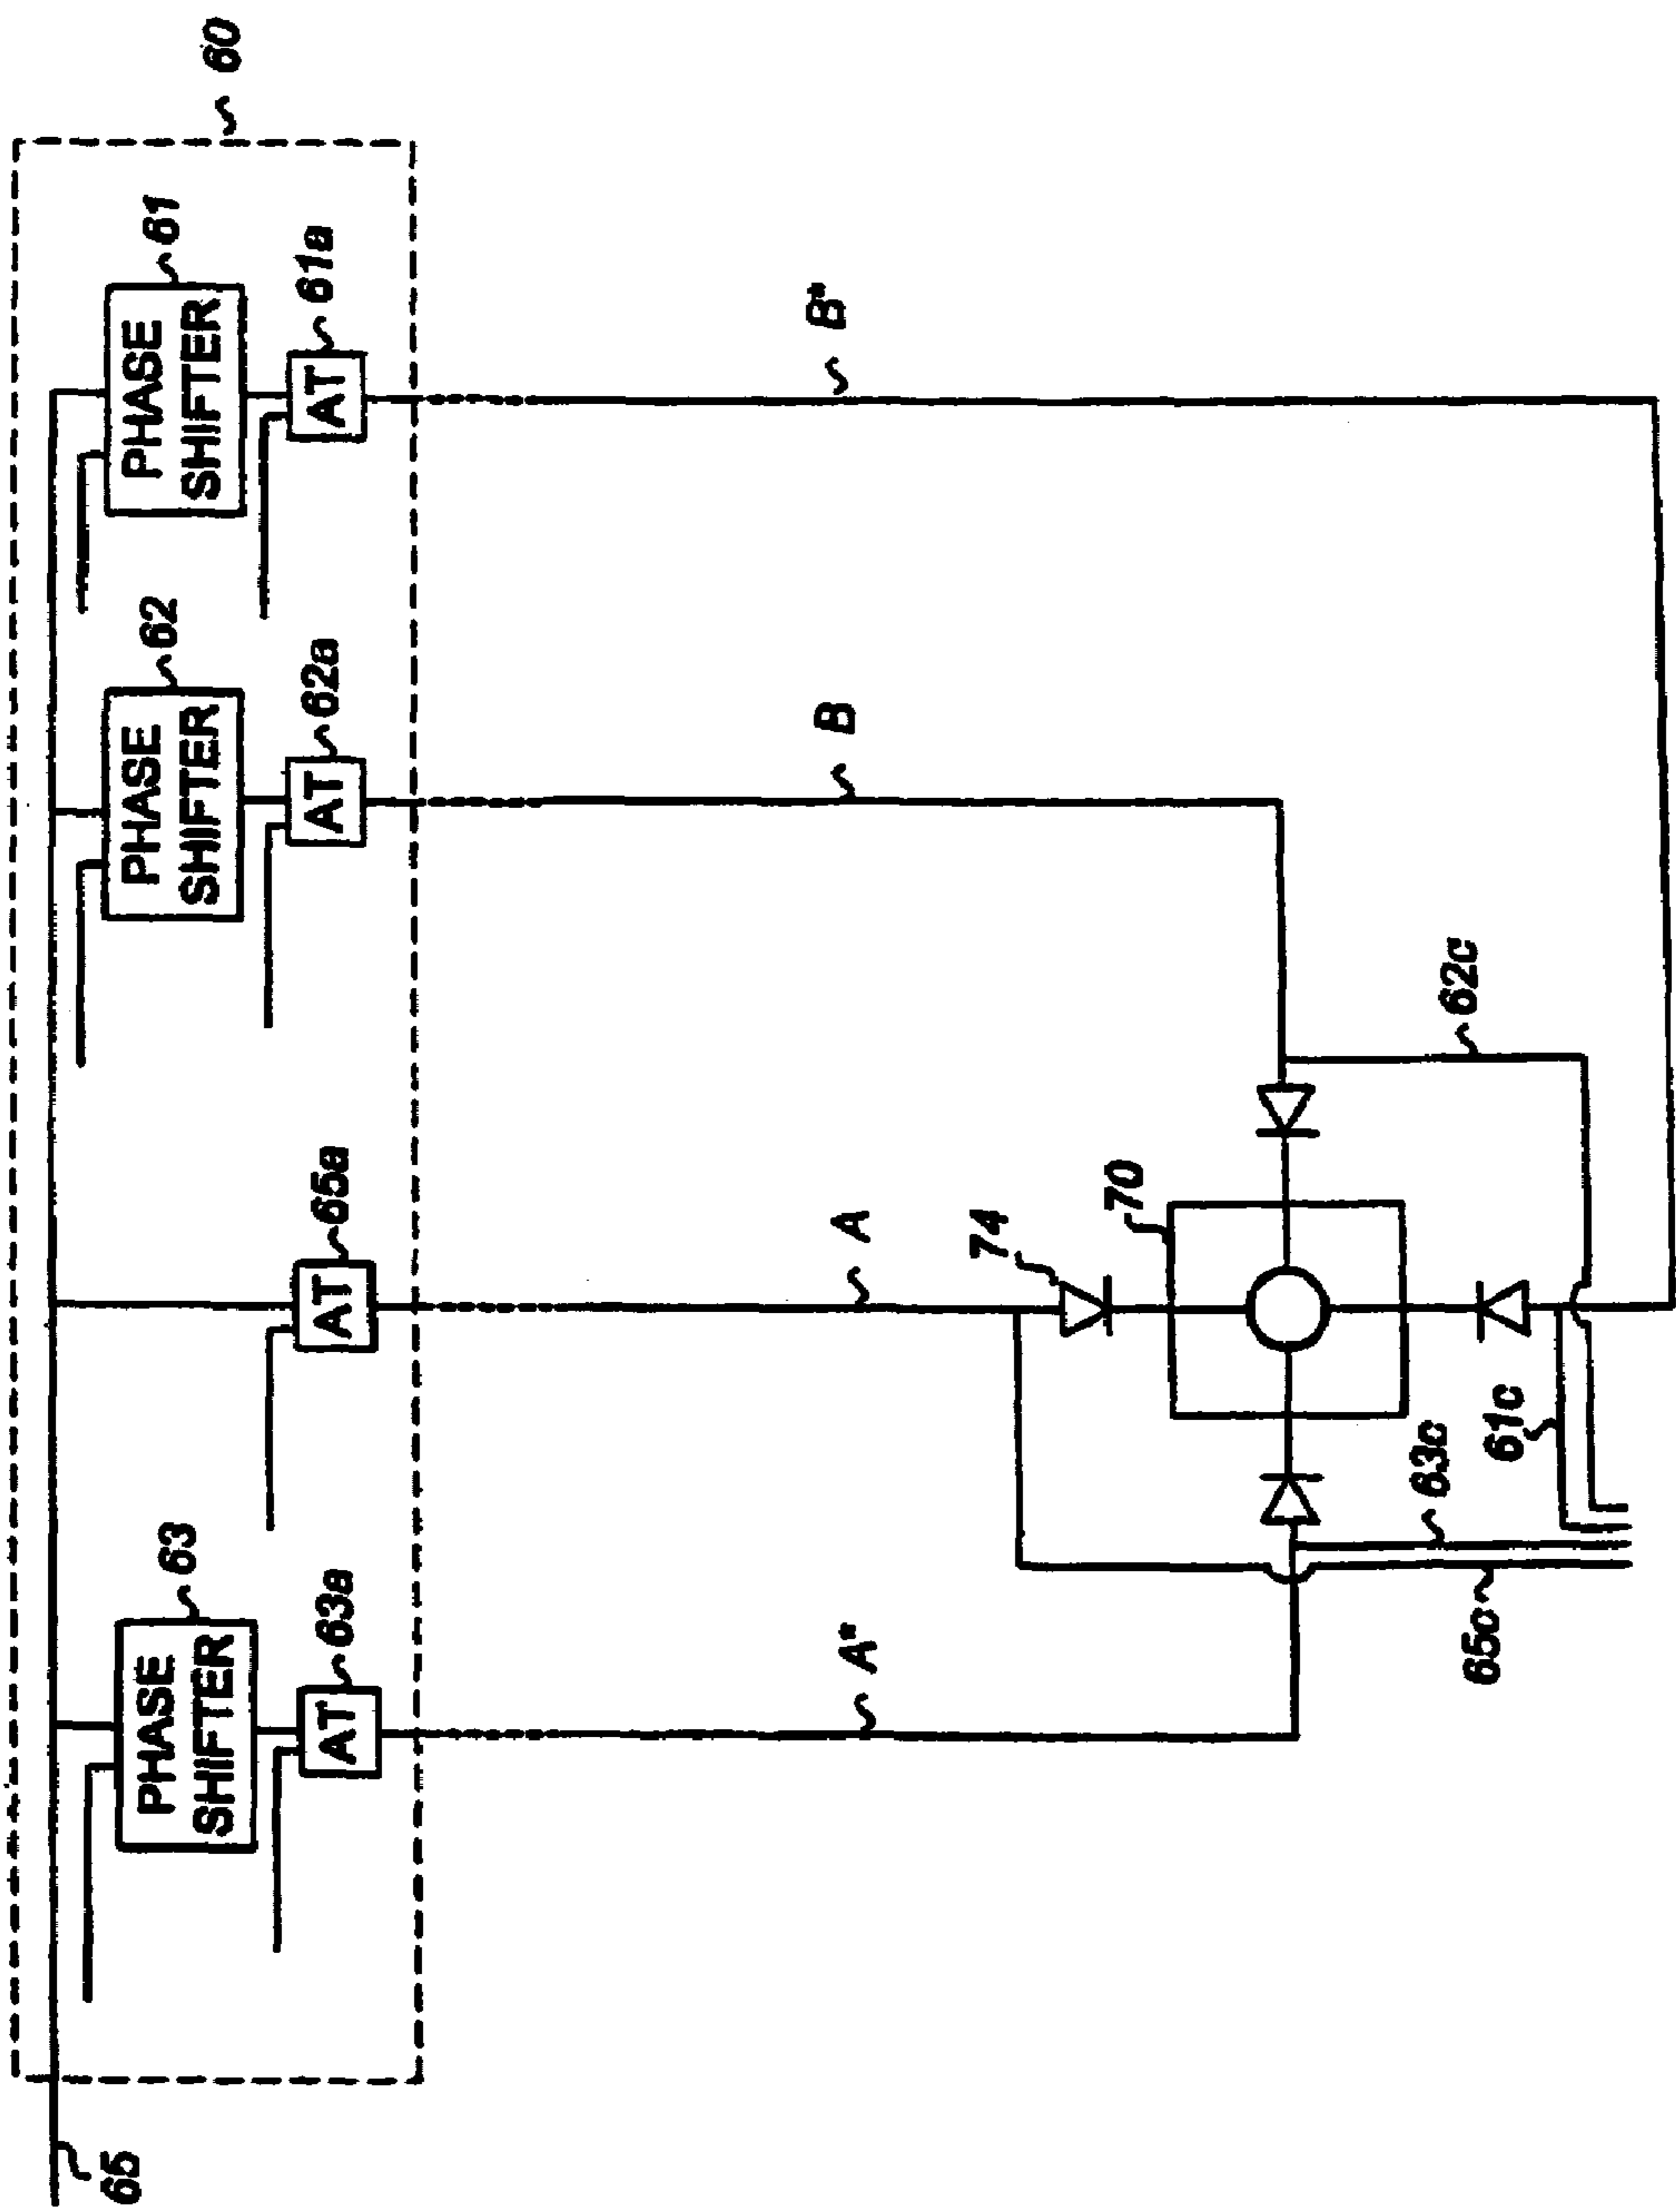 60
65
PHASE
SHIFTER
63
63a
AT
65a
AT
PHASE
SHIFTER
62
62a
AT
PHASE
SHIFTER
61
61a
AT
A*
A
B
B*
74
70
65c
63c
61c
62c